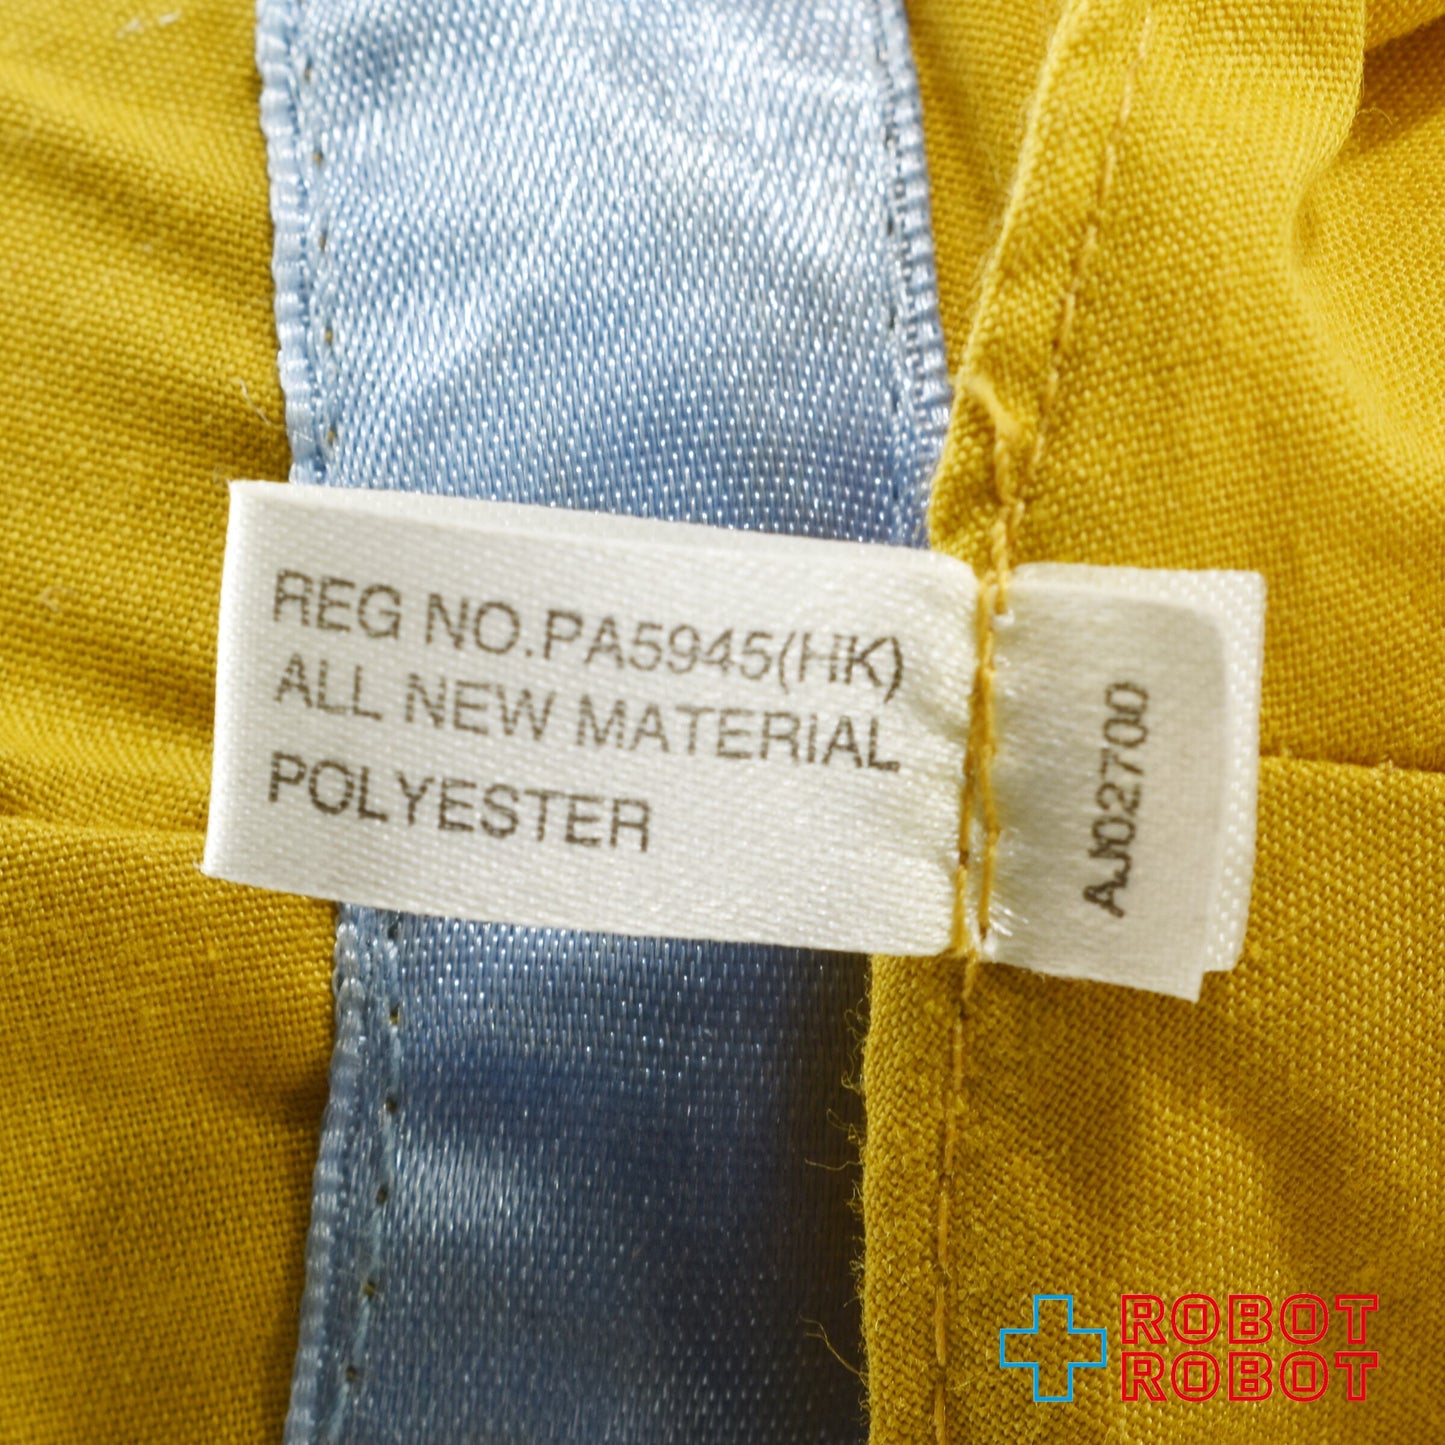 REG NO.PA5945(HK)
ALL NEW MATERIAL
POLYESTER
AJ02700
ROBOT
ROBOT